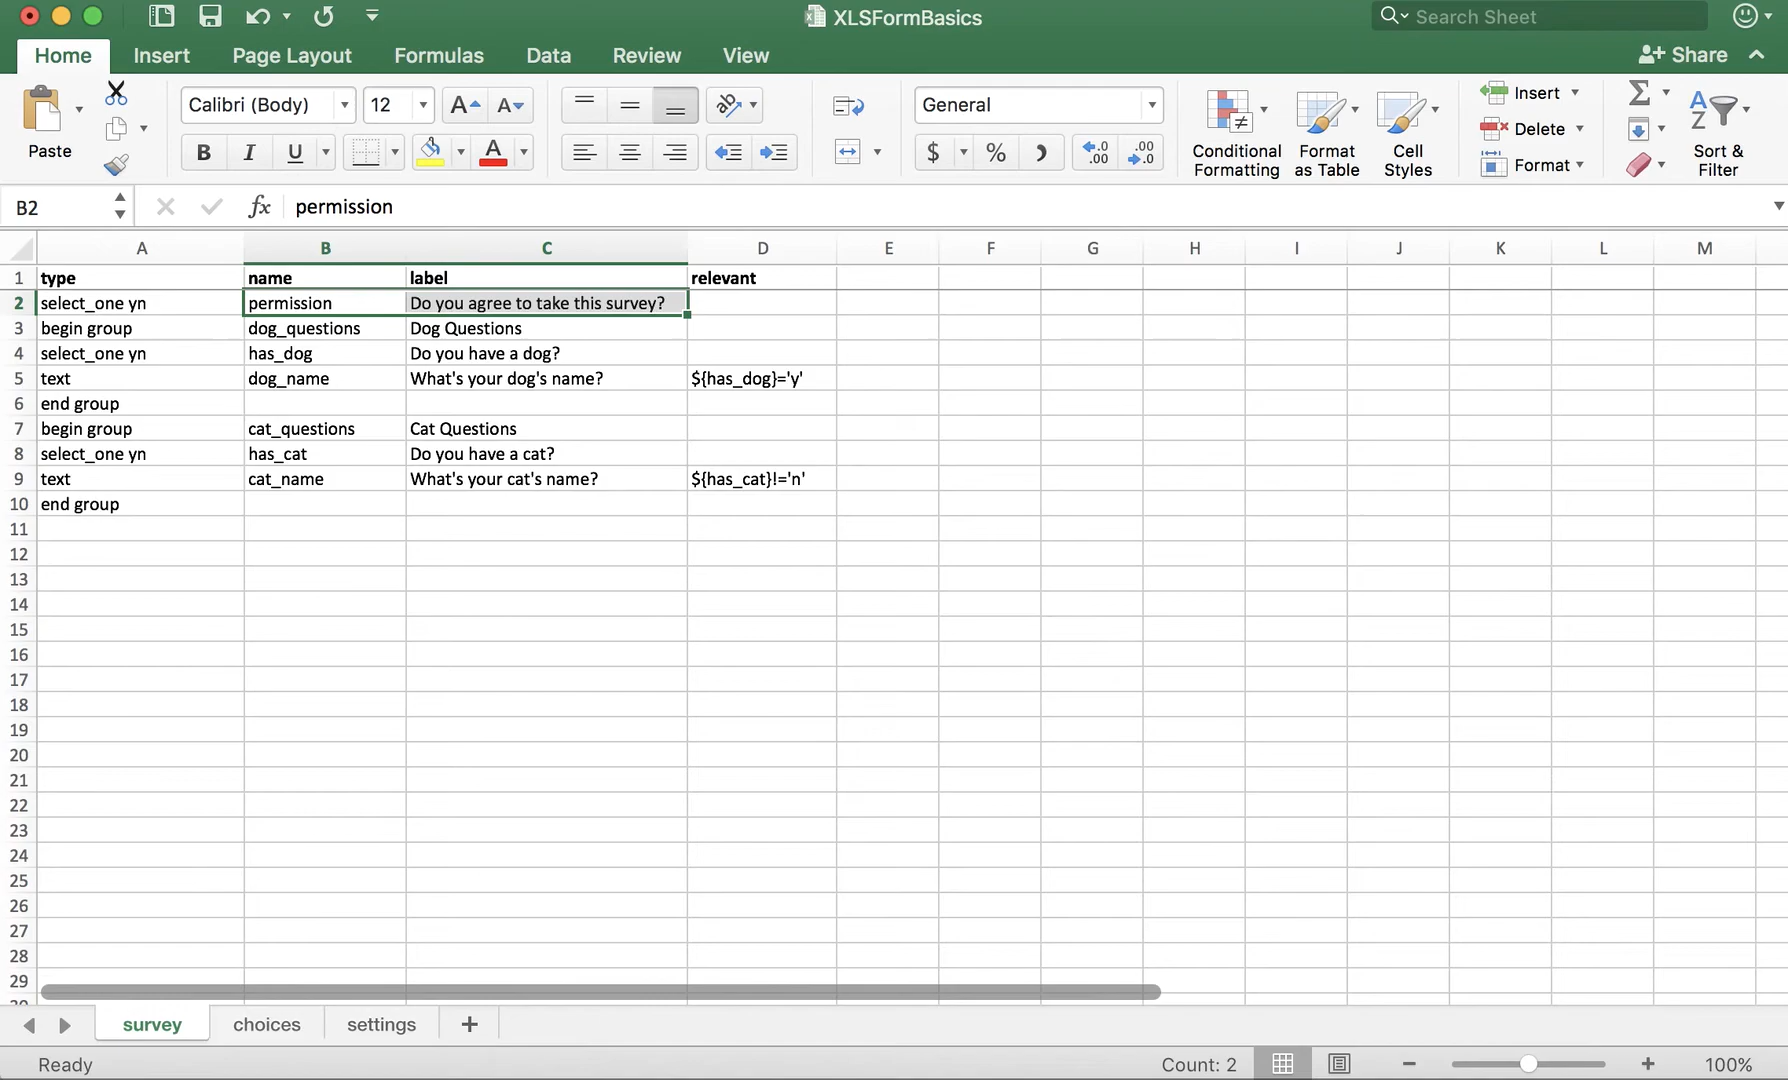 XLSFormBasics
Search Sheet
Home Insert Page Layout Formulas Data Review View
Share
Paste
Calibri (Body) 12
A A
B I U A
General
$ % .0 .00 .00 .0
Conditional Formatting
Format as Table
Cell Styles
Insert
Delete
Format
Sort & Filter
B2 fx permission
A B C D E F G H I J K L M
1 type name label relevant
2 select_one yn permission Do you agree to take this survey?
3 begin group dog_questions Dog Questions
4 select_one yn has_dog Do you have a dog?
5 text dog_name What's your dog's name? ${has_dog}='y'
6 end group
7 begin group cat_questions Cat Questions
8 select_one yn has_cat Do you have a cat?
9 text cat_name What's your cat's name? ${has_cat}!='n'
10 end group
11
12
13
14
15
16
17
18
19
20
21
22
23
24
25
26
27
28
29
survey choices settings
Ready Count: 2 100%